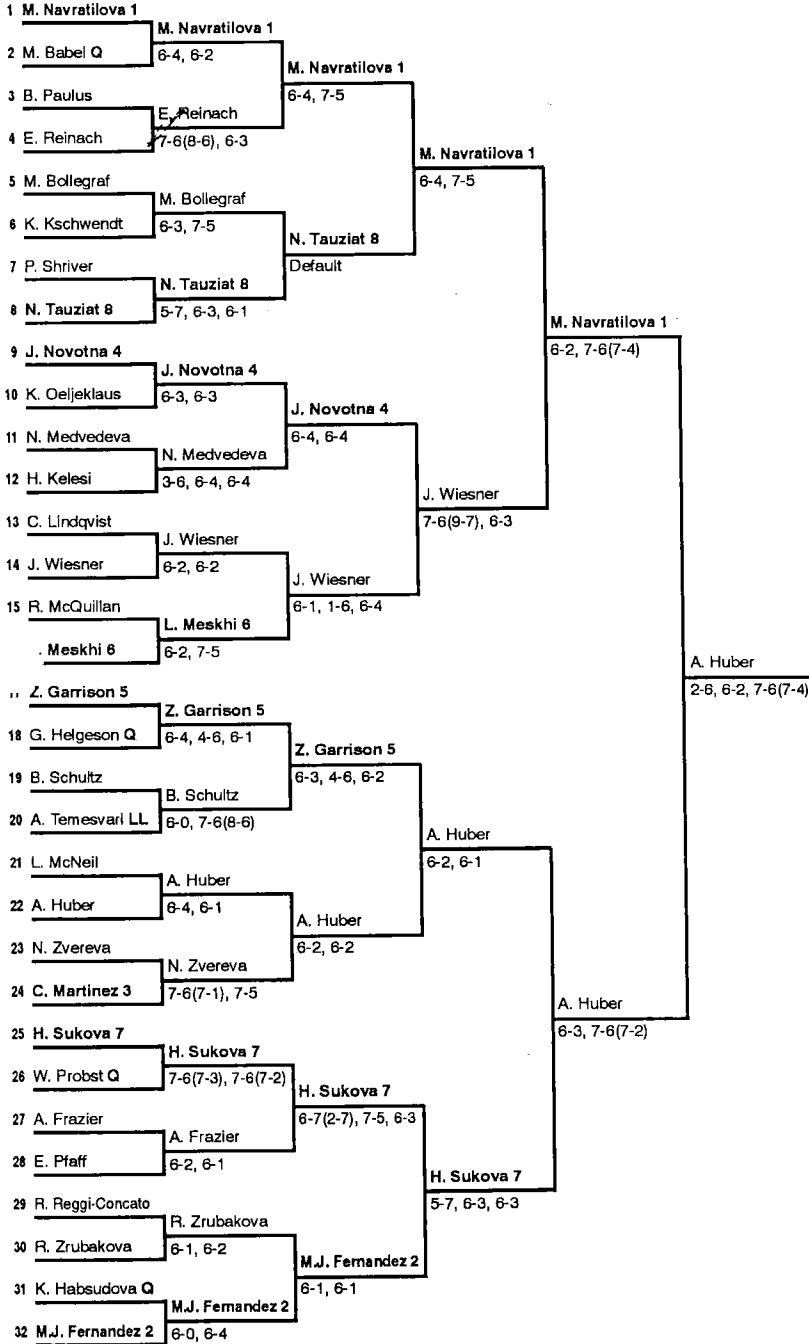 1 M. Navratilova 1
2 M. Babel Q
3 B. Paulus
4 E. Reinach
5 M. Bollegraf
6 K. Kschwendt
7 P. Shriver
8 N. Tauziat 8
9 J. Novotna 4
10 K. Oeljeklaus
11 N. Medvedeva
12 H. Kelesi
13 C. Lindqvist
14 J. Wiesner
15 R. McQuillan
Meskhi 6
Z. Garrison 5
18 G. Helgeson Q
19 B. Schultz
20 A. Temesvari LL
21 L. McNeil
22 A. Huber
23 N. Zvereva
24 C. Martinez 3
25 H. Sukova 7
26 W. Probst Q
27 A. Frazier
28 E. Pfaff
29 R. Reggi-Concato
30 R. Zrubakova
31 K. Habsudova Q
32 M.J. Fernandez 2
M. Navratilova 1
6-4, 6-2
E. Reinach
7-6(8-6), 6-3
M. Bollegraf
6-3, 7-5
N. Tauziat 8
5-7, 6-3, 6-1
J. Novotna 4
6-3, 6-3
N. Medvedeva
3-6, 6-4, 6-4
J. Wiesner
6-2, 6-2
L. Meskhi 6
6-2, 7-5
Z. Garrison 5
6-4, 4-6, 6-1
B. Schultz
6-0, 7-6(8-6)
A. Huber
6-4, 6-1
N. Zvereva
7-6(7-1), 7-5
H. Sukova 7
7-6(7-3), 7-6(7-2)
A. Frazier
6-2, 6-1
R. Zrubakova
6-1, 6-2
M.J. Fernandez 2
6-0, 6-4
M. Navratilova 1
6-4, 7-5
N. Tauziat 8
Default
J. Novotna 4
6-4, 6-4
J. Wiesner
6-1, 1-6, 6-4
Z. Garrison 5
6-3, 4-6, 6-2
A. Huber
6-2, 6-2
H. Sukova 7
6-7(2-7), 7-5, 6-3
M.J. Fernandez 2
6-1, 6-1
M. Navratilova 1
6-4, 7-5
J. Wiesner
7-6(9-7), 6-3
A. Huber
6-2, 6-1
H. Sukova 7
5-7, 6-3, 6-3
M. Navratilova 1
6-2, 7-6(7-4)
A. Huber
6-3, 7-6(7-2)
A. Huber
2-6, 6-2, 7-6(7-4)